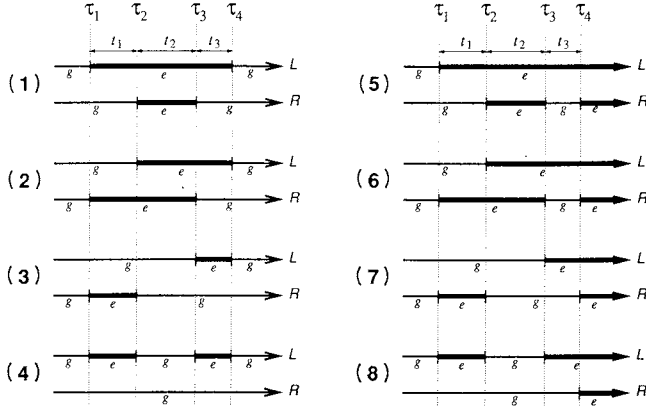 τ1 τ2 τ3 τ4
t1 t2 t3
g e g L
(1)
g e g R
g e g L
(2)
g e g R
g e g L
(3)
g e g R
g e g e g L
(4)
g R
τ1 τ2 τ3 τ4
t1 t2 t3
g e L
(5)
g e g e R
g e L
(6)
g e g e R
g e L
(7)
g e g e R
g e g e L
(8)
g e R